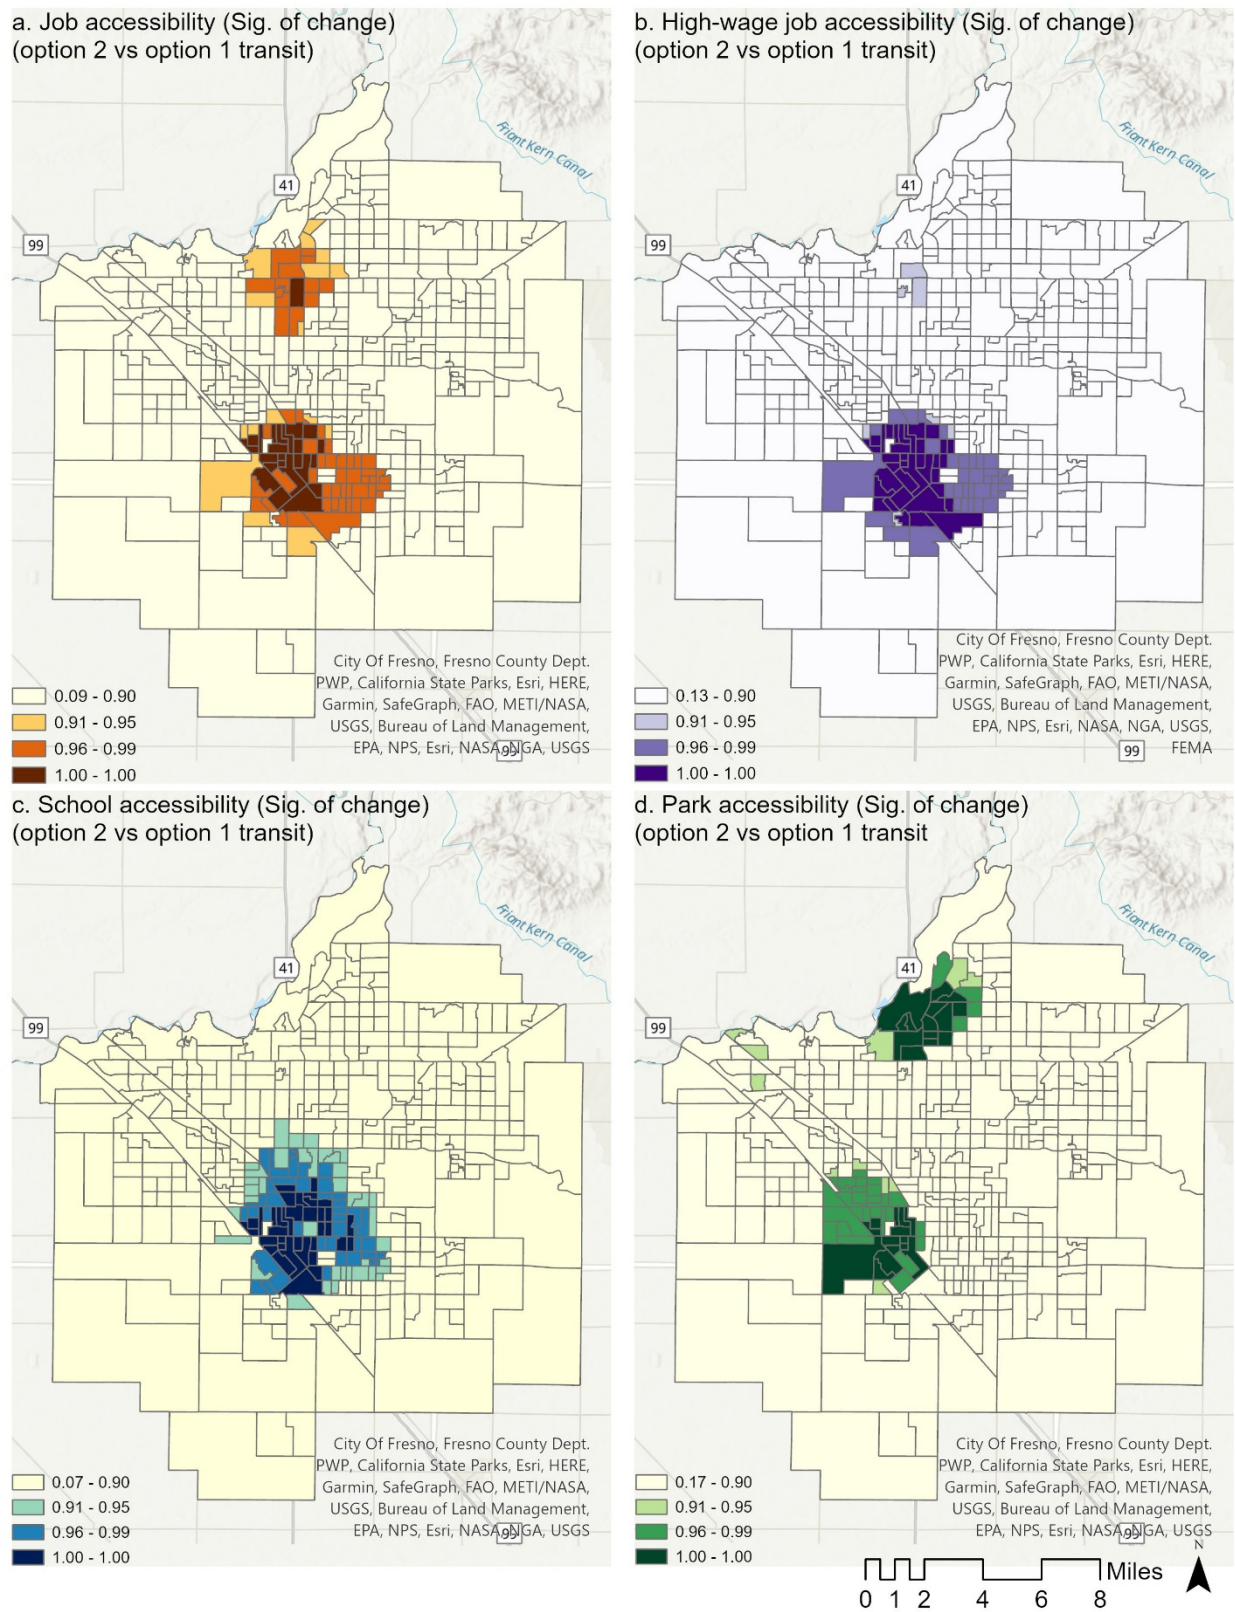 a. Job accessibility (Sig. of change)
(option 2 vs option 1 transit)
Friant Kern Canal
41
99
City Of Fresno, Fresno County Dept.
PWP, California State Parks, Esri, HERE,
Garmin, SafeGraph, FAO, METI/NASA,
USGS, Bureau of Land Management,
EPA, NPS, Esri, NASA, NGA, USGS
99
0.09 - 0.90
0.91 - 0.95
0.96 - 0.99
1.00 - 1.00
b. High-wage job accessibility (Sig. of change)
(option 2 vs option 1 transit)
Friant Kern Canal
41
99
City Of Fresno, Fresno County Dept.
PWP, California State Parks, Esri, HERE,
Garmin, SafeGraph, FAO, METI/NASA,
USGS, Bureau of Land Management,
EPA, NPS, Esri, NASA, NGA, USGS,
FEMA
99
0.13 - 0.90
0.91 - 0.95
0.96 - 0.99
1.00 - 1.00
c. School accessibility (Sig. of change)
(option 2 vs option 1 transit)
Friant Kern Canal
41
99
City Of Fresno, Fresno County Dept.
PWP, California State Parks, Esri, HERE,
Garmin, SafeGraph, FAO, METI/NASA,
USGS, Bureau of Land Management,
EPA, NPS, Esri, NASA, NGA, USGS
99
0.07 - 0.90
0.91 - 0.95
0.96 - 0.99
1.00 - 1.00
d. Park accessibility (Sig. of change)
(option 2 vs option 1 transit
Friant Kern Canal
41
99
City Of Fresno, Fresno County Dept.
PWP, California State Parks, Esri, HERE,
Garmin, SafeGraph, FAO, METI/NASA,
USGS, Bureau of Land Management,
EPA, NPS, Esri, NASA, NGA, USGS
99
0.17 - 0.90
0.91 - 0.95
0.96 - 0.99
1.00 - 1.00
N
Miles
0 1 2 4 6 8